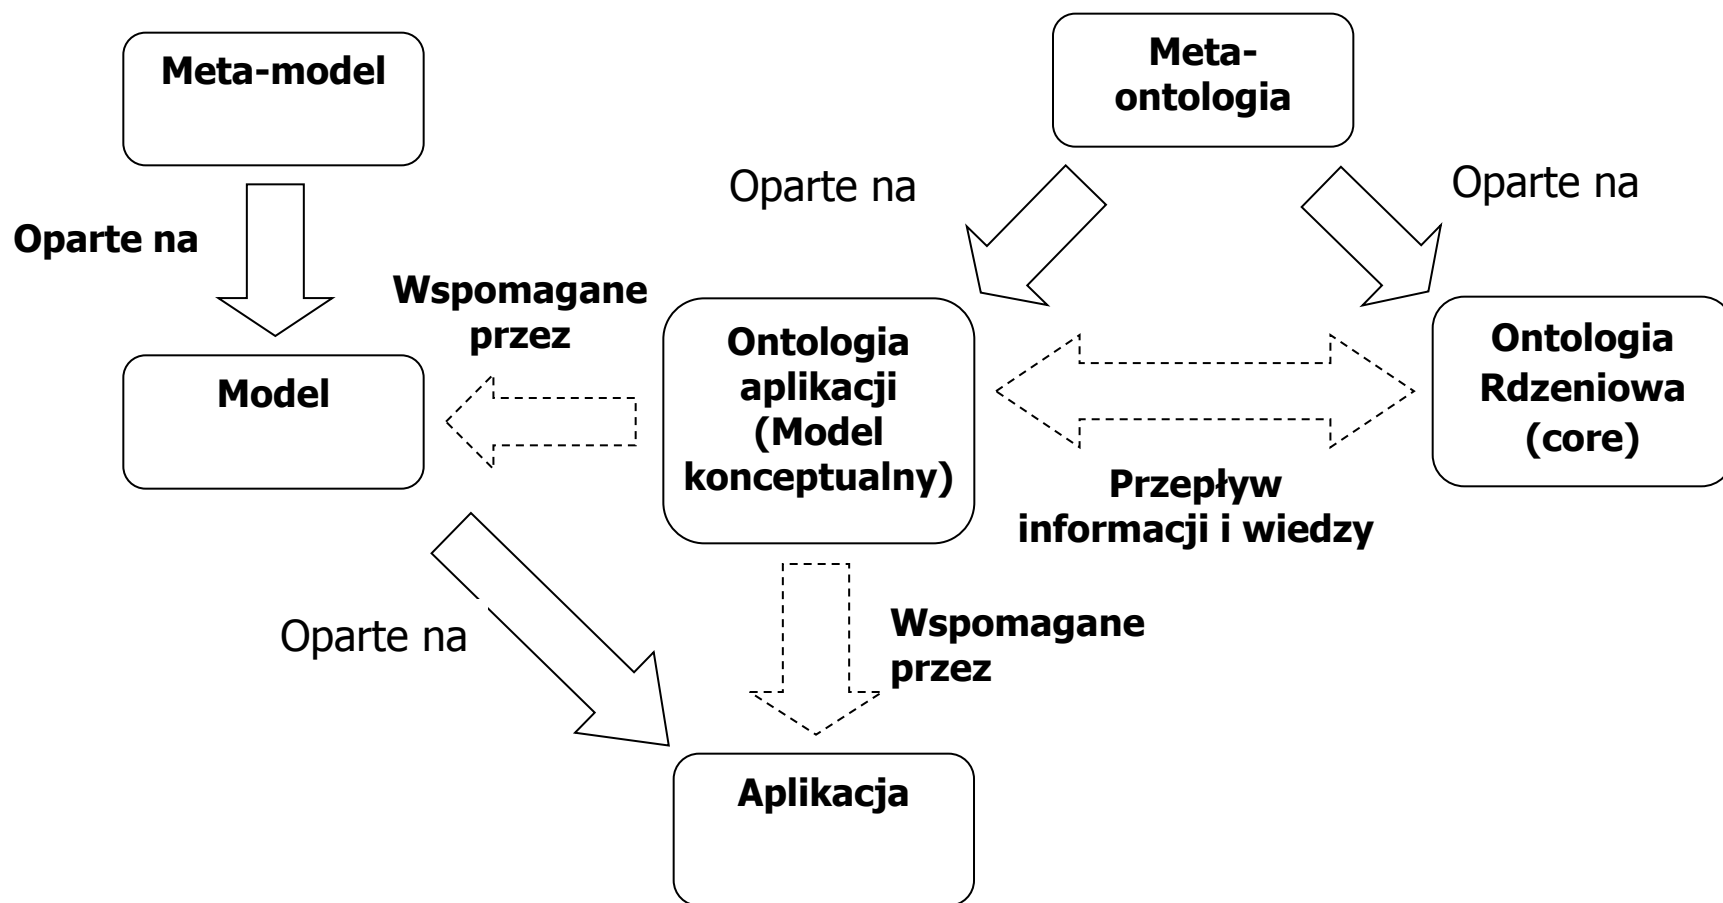 Meta-model
Meta-
ontologia
Oparte na
Oparte na
Oparte na
Wspomagane
przez
Model
Ontologia
aplikacji
(Model
konceptualny)
Ontologia
Rdzeniowa
(core)
Przepływ
informacji i wiedzy
Oparte na
Wspomagane
przez
Aplikacja